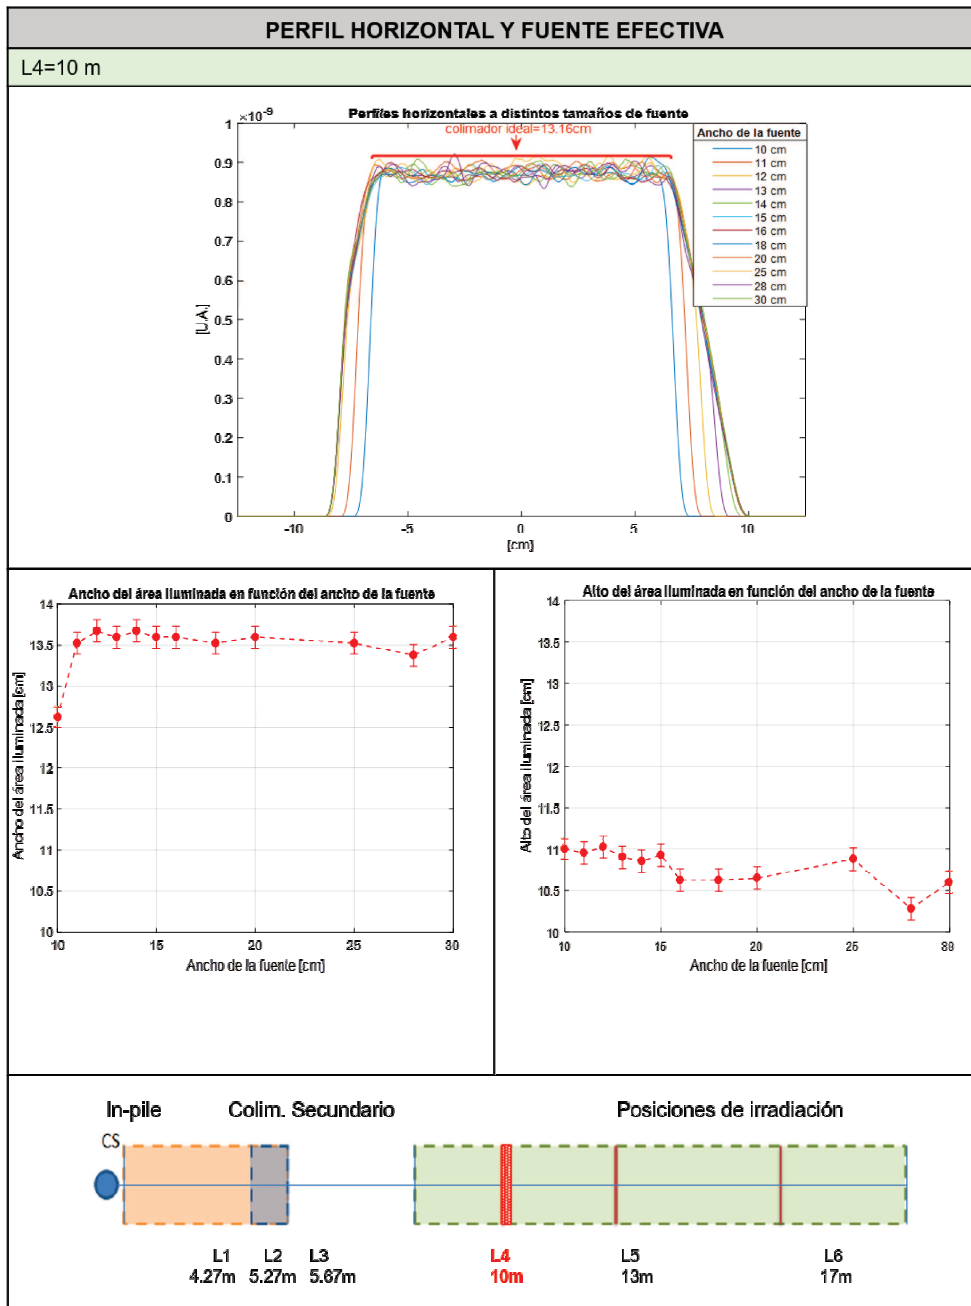 PERFIL HORIZONTAL Y FUENTE EFECTIVA
L4=10 m
×10⁻⁹
Perfiles horizontales a distintos tamaños de fuente
colimador ideal=13.16cm
Ancho de la fuente
10 cm
11 cm
12 cm
13 cm
14 cm
15 cm
16 cm
18 cm
20 cm
25 cm
28 cm
30 cm
1
0.9
0.8
0.7
0.6
0.5
0.4
0.3
0.2
0.1
0
[U.A.]
-10 -5 0 5 10
[cm]
Ancho del área iluminada en función del ancho de la fuente
14
13.5
13
12.5
12
11.5
11
10.5
10
Ancho del área iluminada [cm]
10 15 20 25 30
Ancho de la fuente [cm]
Alto del área iluminada en función del ancho de la fuente
14
13.5
13
12.5
12
11.5
11
10.5
10
Alto del área iluminada [cm]
10 15 20 25 30
Ancho de la fuente [cm]
In-pile Colim. Secundario Posiciones de irradiación
CS
L1 L2 L3 L4 L5 L6
4.27m 5.27m 5.67m 10m 13m 17m